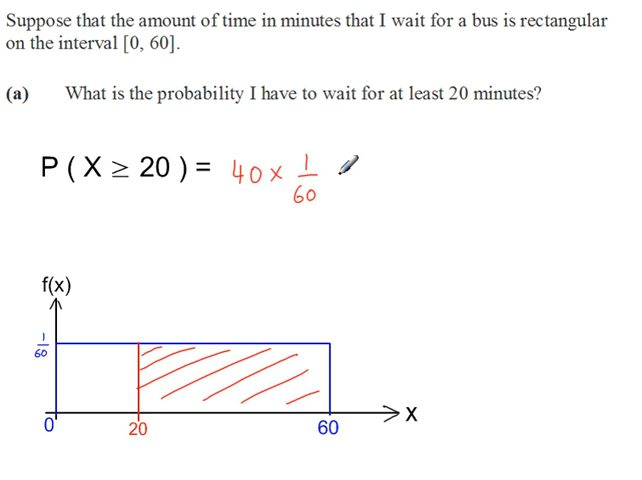 Suppose that the amount of time in minutes that I wait for a bus is rectangular
on the interval [0, 60].
(a) What is the probability I have to wait for at least 20 minutes?
P ( X ≥ 20 ) = 40 × 1/60
f(x)
1/60
0 20 60 X